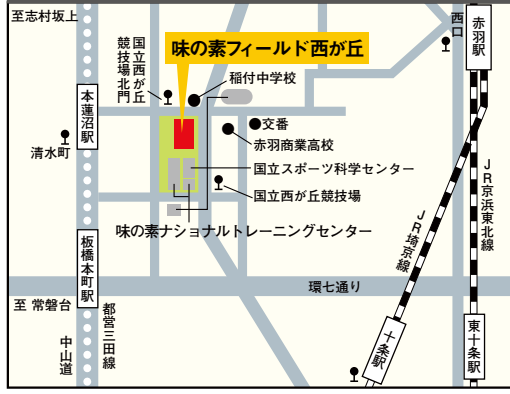 至志村坂上
西口
赤羽駅
国立西が丘
競技場北門
味の素フィールド西が丘
稲付中学校
本蓮沼駅
交番
赤羽商業高校
清水町
国立スポーツ科学センター
国立西が丘競技場
味の素ナショナルトレーニングセンター
JR京浜東北線
JR埼京線
板橋本町駅
環七通り
至 常磐台
都営三田線
中山道
十条駅
東十条駅